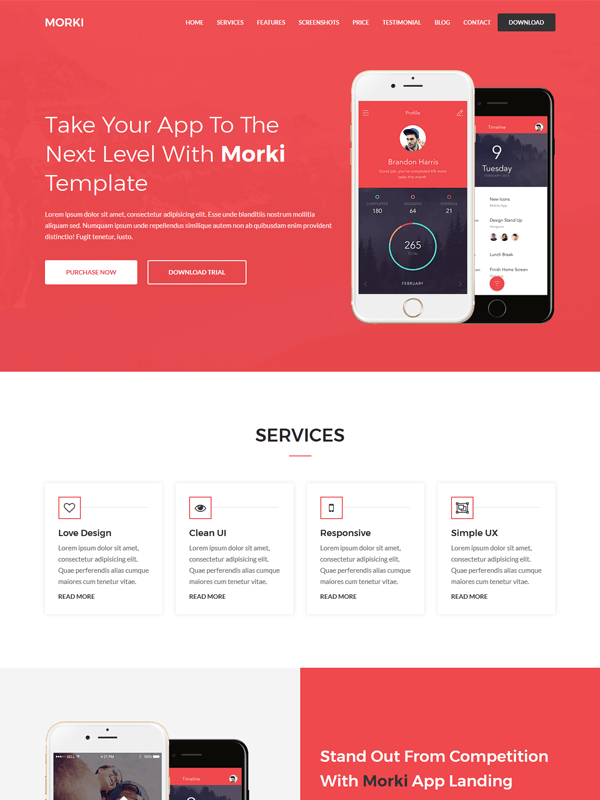 MORKI
HOME SERVICES FEATURES SCREENSHOTS PRICE TESTIMONIAL BLOG CONTACT DOWNLOAD
Take Your App To The
Next Level With Morki
Template
Lorem ipsum dolor sit amet, consectetur adipisicing elit. Esse unde blanditiis nostrum mollitia
aliquam sed. Numquam ipsum unde repellendus similique autem non ab quibusdam enim provident
distinctio! Fugit tenetur, iusto.
PURCHASE NOW
DOWNLOAD TRIAL
Profile
Brandon Harris
180
64
21
265
FEBRUARY
Timeline
9
Tuesday
New Icons
Mobile App
Design Stand Up
Hangouts
Lunch Break
Finish Home Screen
SERVICES
Love Design
Lorem ipsum dolor sit amet,
consectetur adipisicing elit.
Quae perferendis alias cumque
maiores cum tenetur vitae.
READ MORE
Clean UI
Lorem ipsum dolor sit amet,
consectetur adipisicing elit.
Quae perferendis alias cumque
maiores cum tenetur vitae.
READ MORE
Responsive
Lorem ipsum dolor sit amet,
consectetur adipisicing elit.
Quae perferendis alias cumque
maiores cum tenetur vitae.
READ MORE
Simple UX
Lorem ipsum dolor sit amet,
consectetur adipisicing elit.
Quae perferendis alias cumque
maiores cum tenetur vitae.
READ MORE
4:21 PM
Timeline
Stand Out From Competition
With Morki App Landing